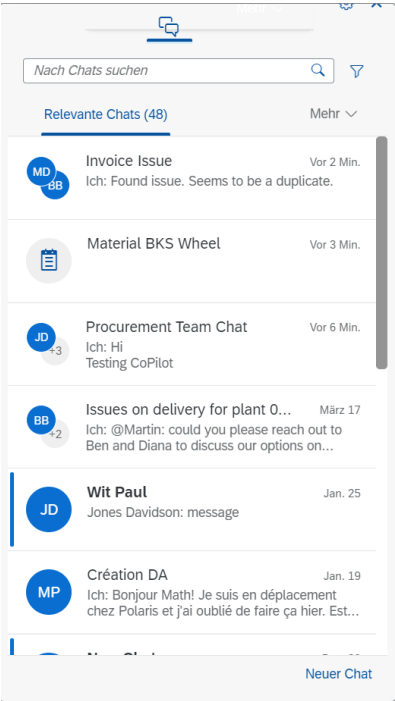 Mehr
Nach Chats suchen
Relevante Chats (48)
Mehr
Invoice Issue
Vor 2 Min.
MD
BB
Ich: Found issue. Seems to be a duplicate.
Material BKS Wheel
Vor 3 Min.
Procurement Team Chat
Vor 6 Min.
JD
+3
Ich: Hi
Testing CoPilot
Issues on delivery for plant 0...
März 17
BB
+2
Ich: @Martin: could you please reach out to
Ben and Diana to discuss our options on...
Wit Paul
Jan. 25
JD
Jones Davidson: message
Création DA
Jan. 19
MP
Ich: Bonjour Math! Je suis en déplacement
chez Polaris et j'ai oublié de faire ça hier. Est...
Neuer Chat